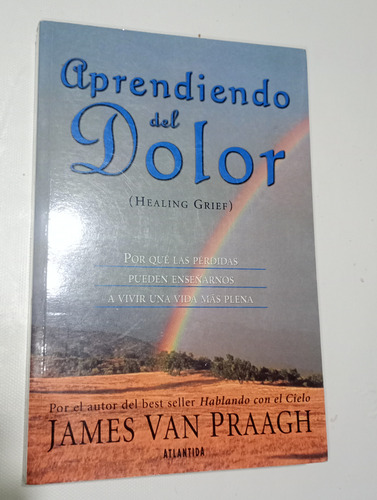 Aprendiendo
del
Dolor
(HEALING GRIEF)
POR QUÉ LAS PÉRDIDAS
PUEDEN ENSEÑARNOS
A VIVIR UNA VIDA MÁS PLENA
Por el autor del best seller Hablando con el Cielo
JAMES VAN PRAAGH
ATLANTIDA